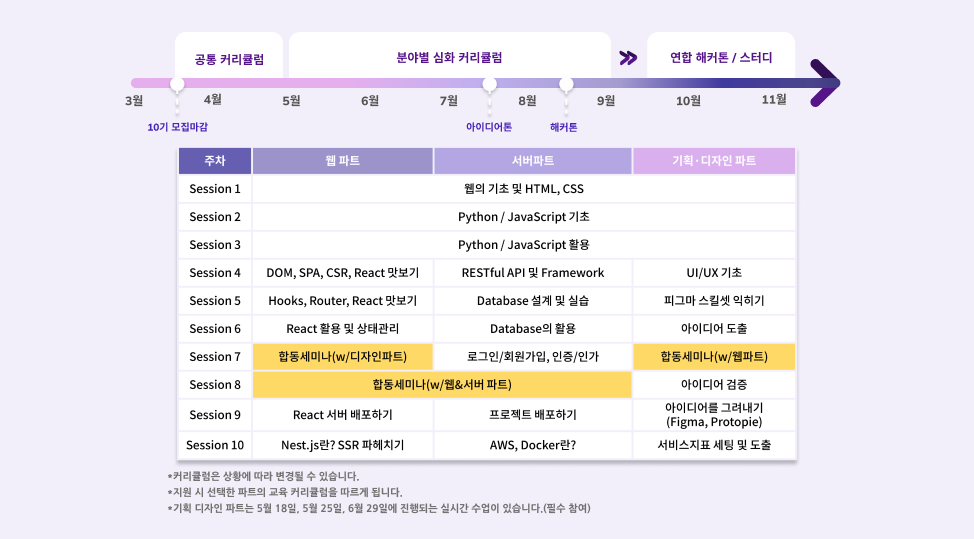 공통 커리큘럼
분야별 심화 커리큘럼
연합 해커톤 / 스터디
3월
4월
5월
6월
7월
8월
9월
10월
11월
10기 모집마감
아이디어톤
해커톤
주차 웹 파트 서버파트 기획·디자인 파트
Session 1 웹의 기초 및 HTML, CSS
Session 2 Python / JavaScript 기초
Session 3 Python / JavaScript 활용
Session 4 DOM, SPA, CSR, React 맛보기 RESTful API 및 Framework UI/UX 기초
Session 5 Hooks, Router, React 맛보기 Database 설계 및 실습 피그마 스킬셋 익히기
Session 6 React 활용 및 상태관리 Database의 활용 아이디어 도출
Session 7 합동세미나(w/디자인파트) 로그인/회원가입, 인증/인가 합동세미나(w/웹파트)
Session 8 합동세미나(w/웹&서버 파트) 아이디어 검증
Session 9 React 서버 배포하기 프로젝트 배포하기 아이디어를 그려내기
(Figma, Protopie)
Session 10 Nest.js란? SSR 파헤치기 AWS, Docker란? 서비스지표 세팅 및 도출
*커리큘럼은 상황에 따라 변경될 수 있습니다.
*지원 시 선택한 파트의 교육 커리큘럼을 따르게 됩니다.
*기획 디자인 파트는 5월 18일, 5월 25일, 6월 29일에 진행되는 실시간 수업이 있습니다.(필수 참여)